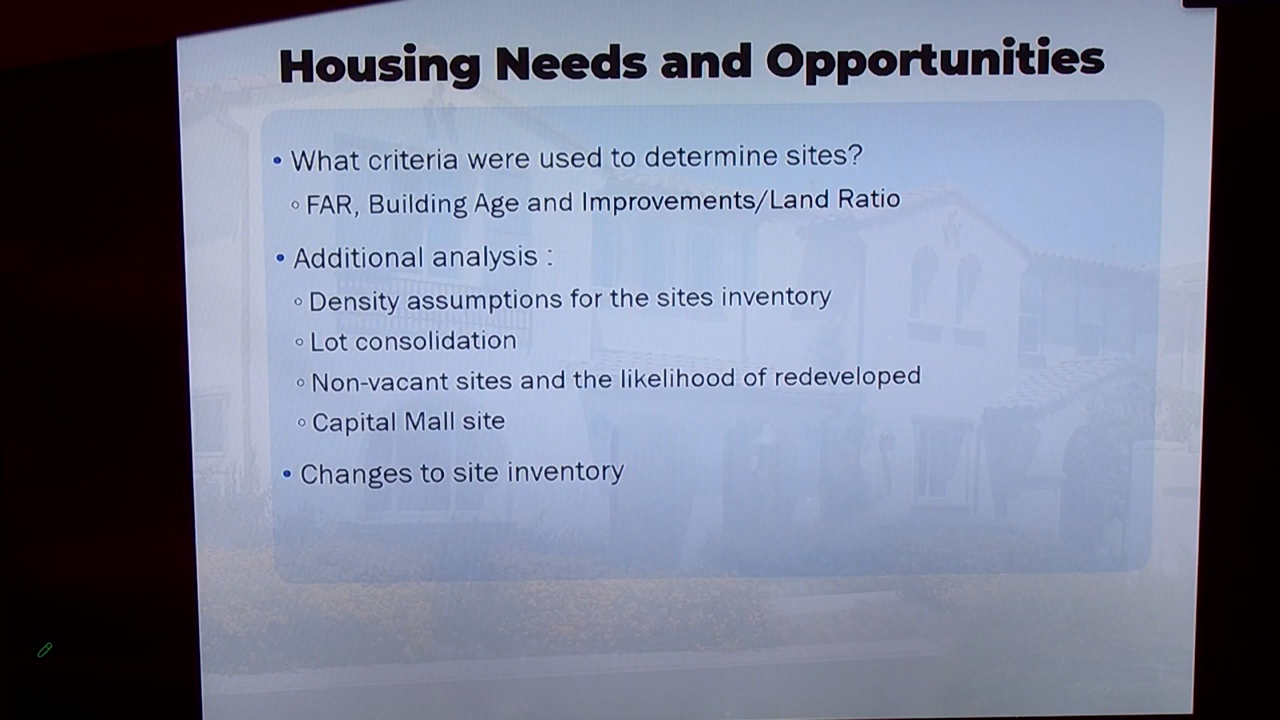 Housing Needs and Opportunities
• What criteria were used to determine sites?
◦ FAR, Building Age and Improvements/Land Ratio
• Additional analysis :
◦ Density assumptions for the sites inventory
◦ Lot consolidation
◦ Non-vacant sites and the likelihood of redeveloped
◦ Capital Mall site
• Changes to site inventory